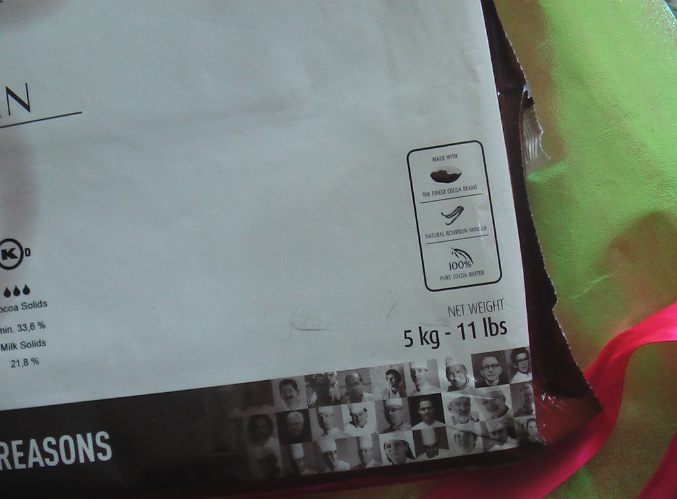 N
K D
MADE WITH
THE FINEST COCOA BEANS
NATURAL BOURBON VANILLA
100%
PURE COCOA BUTTER
ocoa Solids
min. 33,6 %
Milk Solids
21,8 %
NET WEIGHT
5 kg - 11 lbs
REASONS